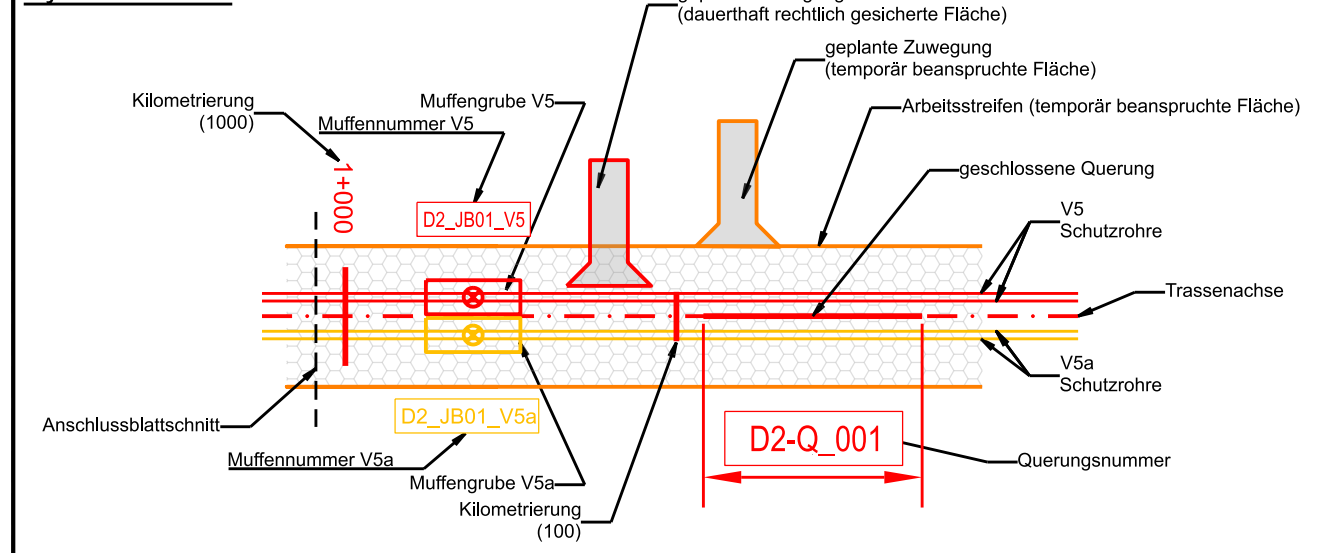 (dauerthaft rechtlich gesicherte Fläche)
geplante Zuwegung
(temporär beanspruchte Fläche)
Kilometrierung
(1000)
Muffengrube V5
Arbeitsstreifen (temporär beanspruchte Fläche)
Muffennummer V5
1+000
geschlossene Querung
D2_JB01_V5
V5
Schutzrohre
Trassenachse
V5a
Schutzrohre
Anschlussblattschnitt
D2_JB01_V5a
D2-Q_001
Muffennummer V5a
Querungsnummer
Muffengrube V5a
Kilometrierung
(100)